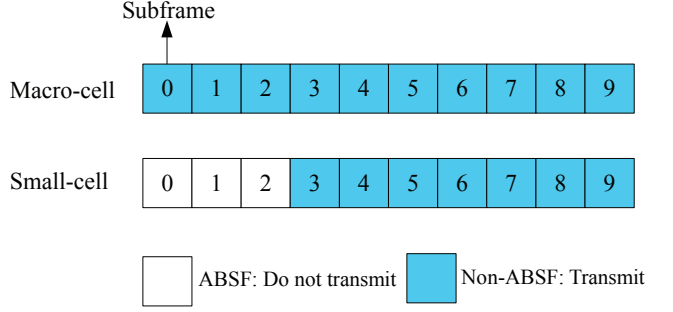 Subframe
Macro-cell 0 1 2 3 4 5 6 7 8 9
Small-cell 0 1 2 3 4 5 6 7 8 9
ABSF: Do not transmit Non-ABSF: Transmit